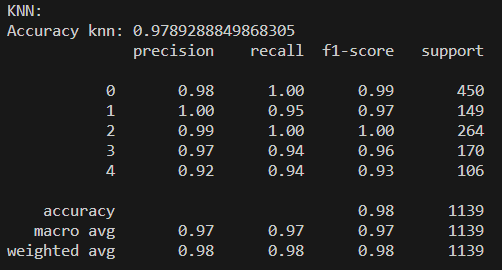 KNN:
Accuracy knn: 0.9789288849868305
precision recall f1-score support
0 0.98 1.00 0.99 450
1 1.00 0.95 0.97 149
2 0.99 1.00 1.00 264
3 0.97 0.94 0.96 170
4 0.92 0.94 0.93 106
accuracy 0.98 1139
macro avg 0.97 0.97 0.97 1139
weighted avg 0.98 0.98 0.98 1139